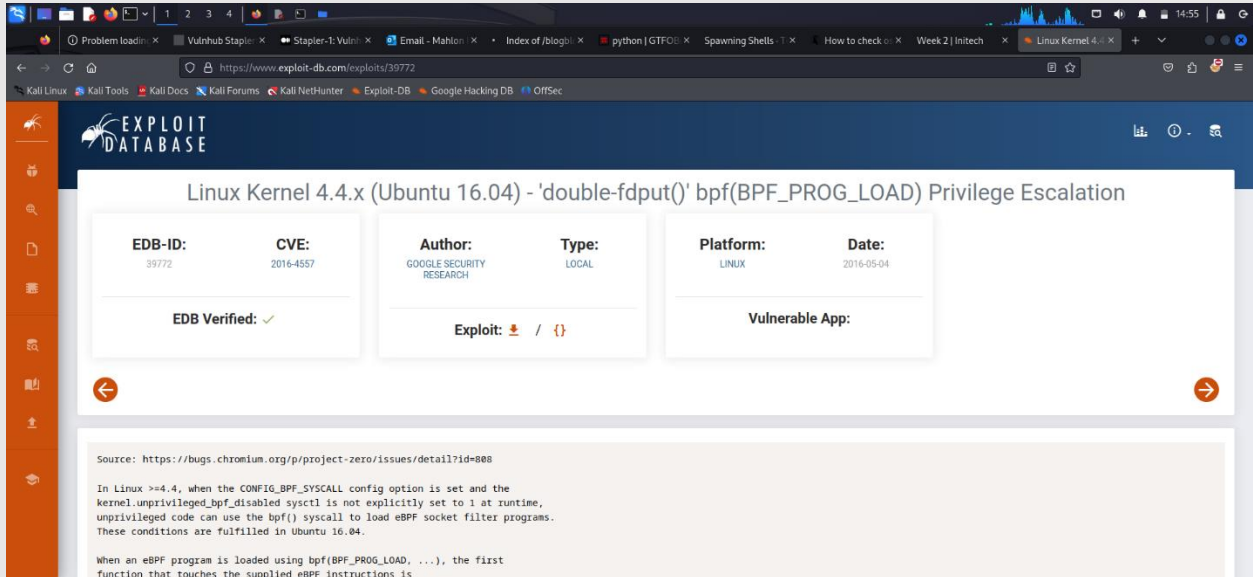 1 2 3 4 14:55
Problem loading Vulnhub Stapler Stapler-1: Vulnh Email - Mahlon Index of /blogbl python | GTFOB Spawning Shells - T How to check os Week 2 | Initech Linux Kernel 4.4
https://www.exploit-db.com/exploits/39772
Kali Linux Kali Tools Kali Docs Kali Forums Kali NetHunter Exploit-DB Google Hacking DB OffSec
EXPLOIT
DATABASE
Linux Kernel 4.4.x (Ubuntu 16.04) - 'double-fdput()' bpf(BPF_PROG_LOAD) Privilege Escalation
EDB-ID:
39772
CVE:
2016-4557
EDB Verified:
Author:
GOOGLE SECURITY
RESEARCH
Type:
LOCAL
Exploit: / {}
Platform:
LINUX
Date:
2016-05-04
Vulnerable App:
Source: https://bugs.chromium.org/p/project-zero/issues/detail?id=808
In Linux >=4.4, when the CONFIG_BPF_SYSCALL config option is set and the
kernel.unprivileged_bpf_disabled sysctl is not explicitly set to 1 at runtime,
unprivileged code can use the bpf() syscall to load eBPF socket filter programs.
These conditions are fulfilled in Ubuntu 16.04.
When an eBPF program is loaded using bpf(BPF_PROG_LOAD, ...), the first
function that touches the supplied eBPF instructions is